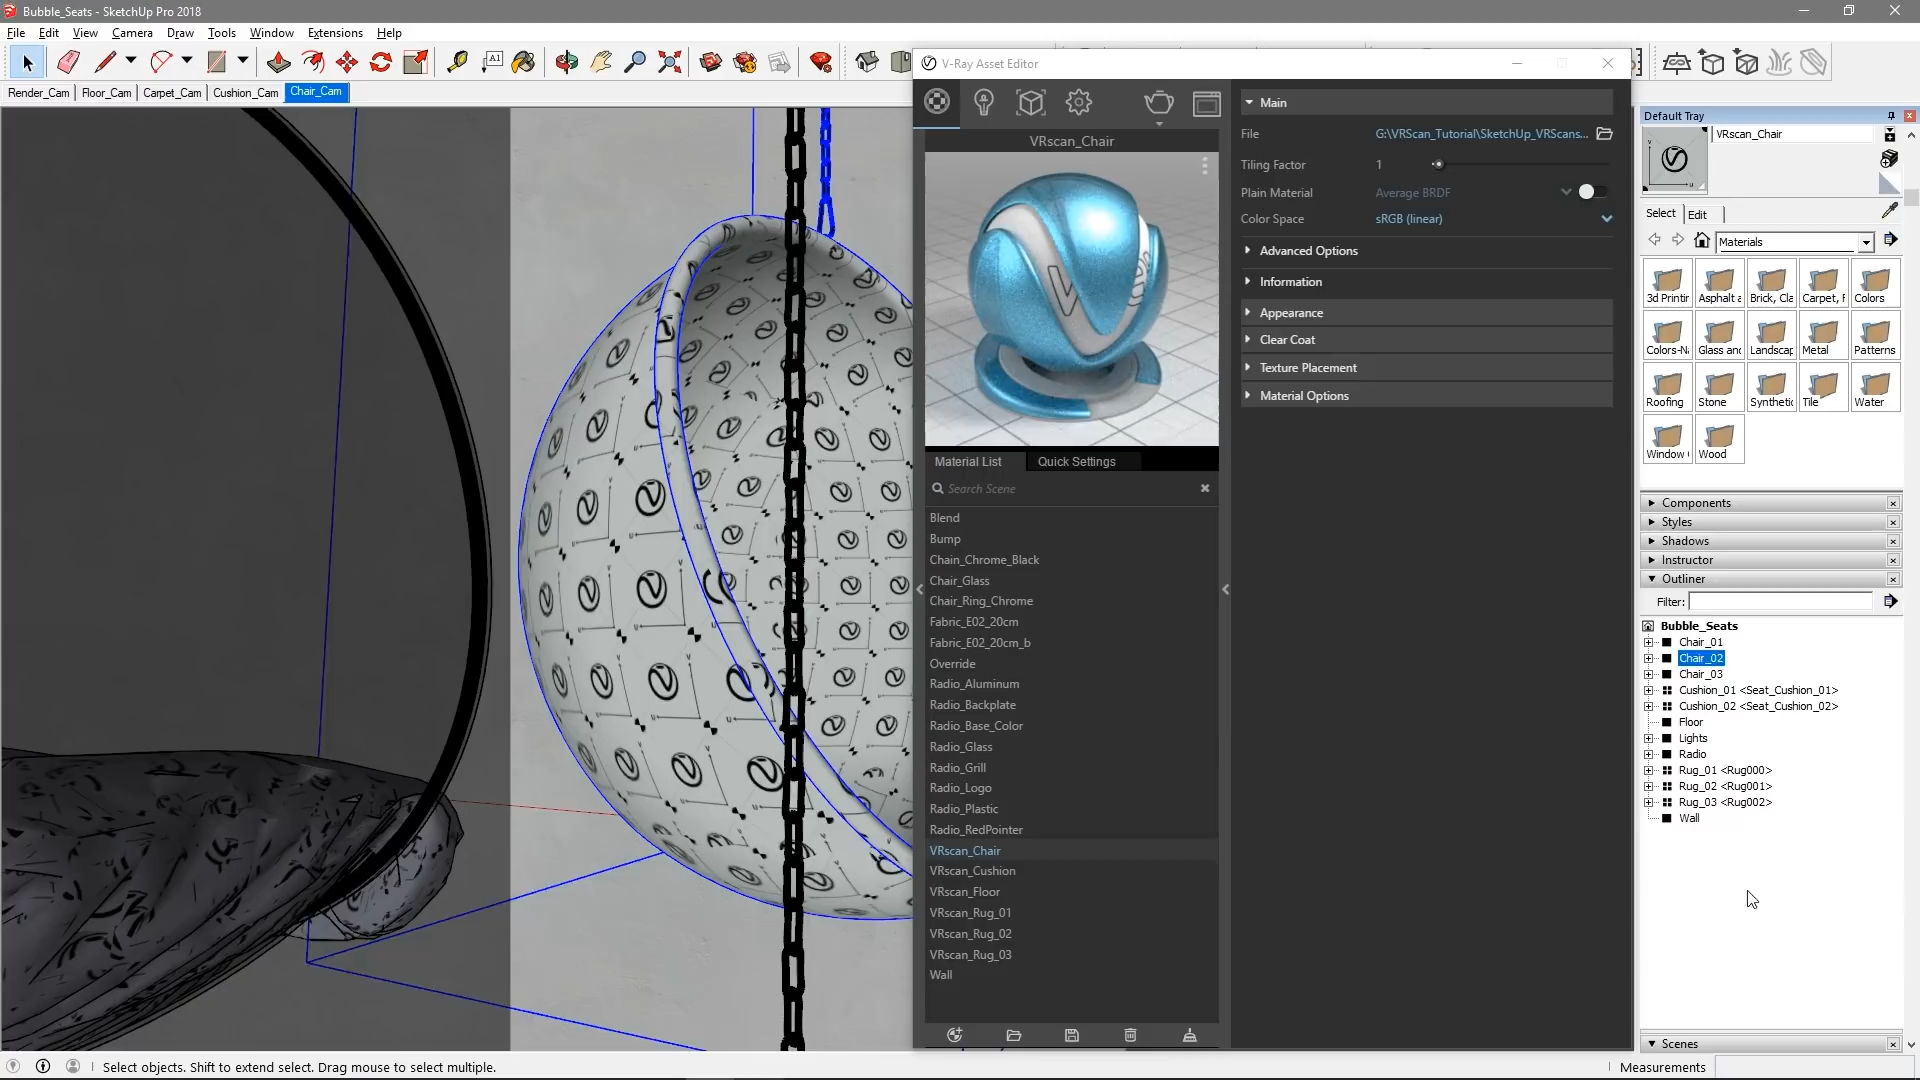 Bubble_Seats - SketchUp Pro 2018
File Edit View Camera Draw Tools Window Extensions Help
A1
Render_Cam Floor_Cam Carpet_Cam Cushion_Cam Chair_Cam
V-Ray Asset Editor
VRscan_Chair
Material List Quick Settings
Search Scene
Blend
Bump
Chain_Chrome_Black
Chair_Glass
Chair_Ring_Chrome
Fabric_E02_20cm
Fabric_E02_20cm_b
Override
Radio_Aluminum
Radio_Backplate
Radio_Base_Color
Radio_Glass
Radio_Grill
Radio_Logo
Radio_Plastic
Radio_RedPointer
VRscan_Chair
VRscan_Cushion
VRscan_Floor
VRscan_Rug_01
VRscan_Rug_02
VRscan_Rug_03
Wall
Main
File G:\VRScan_Tutorial\SketchUp_VRScans...
Tiling Factor 1
Plain Material Average BRDF
Color Space sRGB (linear)
Advanced Options
Information
Appearance
Clear Coat
Texture Placement
Material Options
Default Tray
VRscan_Chair
Select Edit
Materials
3d Printin Asphalt a Brick, Cla Carpet, F Colors
Colors-Na Glass and Landscap Metal Patterns
Roofing Stone Synthetic Tile Water
Window Wood
Components
Styles
Shadows
Instructor
Outliner
Filter:
Bubble_Seats
Chair_01
Chair_02
Chair_03
Cushion_01 <Seat_Cushion_01>
Cushion_02 <Seat_Cushion_02>
Floor
Lights
Radio
Rug_01 <Rug000>
Rug_02 <Rug001>
Rug_03 <Rug002>
Wall
Scenes
Select objects. Shift to extend select. Drag mouse to select multiple.
Measurements